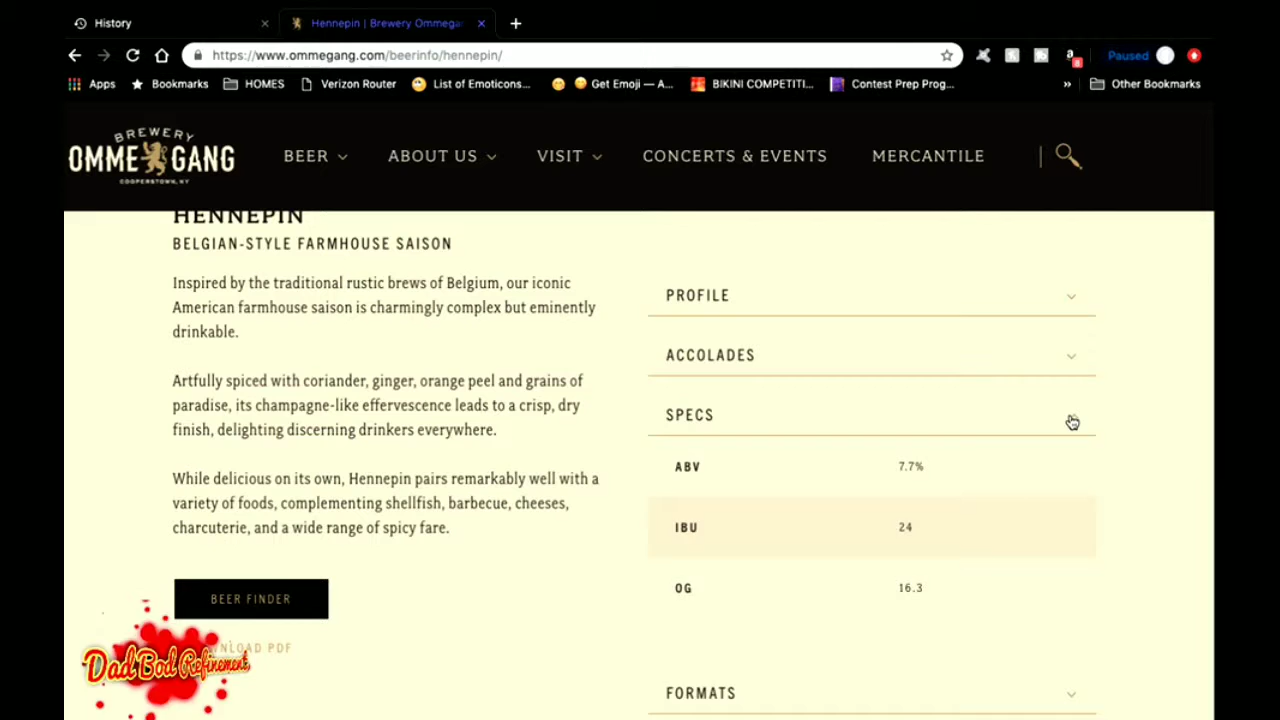 History
Hennepin | Brewery Ommega
https://www.ommegang.com/beerinfo/hennepin/
Paused
Apps
Bookmarks
HOMES
Verizon Router
List of Emoticons...
Get Emoji — A...
BIKINI COMPETITI...
Contest Prep Prog...
»
Other Bookmarks
BREWERY
OMMEGANG
COOPERSTOWN, NY
BEER
ABOUT US
VISIT
CONCERTS & EVENTS
MERCANTILE
HENNEPIN
BELGIAN-STYLE FARMHOUSE SAISON
Inspired by the traditional rustic brews of Belgium, our iconic
American farmhouse saison is charmingly complex but eminently
drinkable.
Artfully spiced with coriander, ginger, orange peel and grains of
paradise, its champagne-like effervescence leads to a crisp, dry
finish, delighting discerning drinkers everywhere.
While delicious on its own, Hennepin pairs remarkably well with a
variety of foods, complementing shellfish, barbecue, cheeses,
charcuterie, and a wide range of spicy fare.
BEER FINDER
NLOAD PDF
Dad Bod Refinement
PROFILE
ACCOLADES
SPECS
ABV 7.7%
IBU 24
OG 16.3
FORMATS